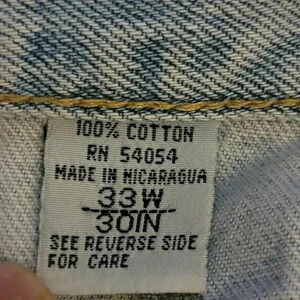 100% COTTON
RN 54054
MADE IN NICARAGUA
33W
30IN
SEE REVERSE SIDE
FOR CARE